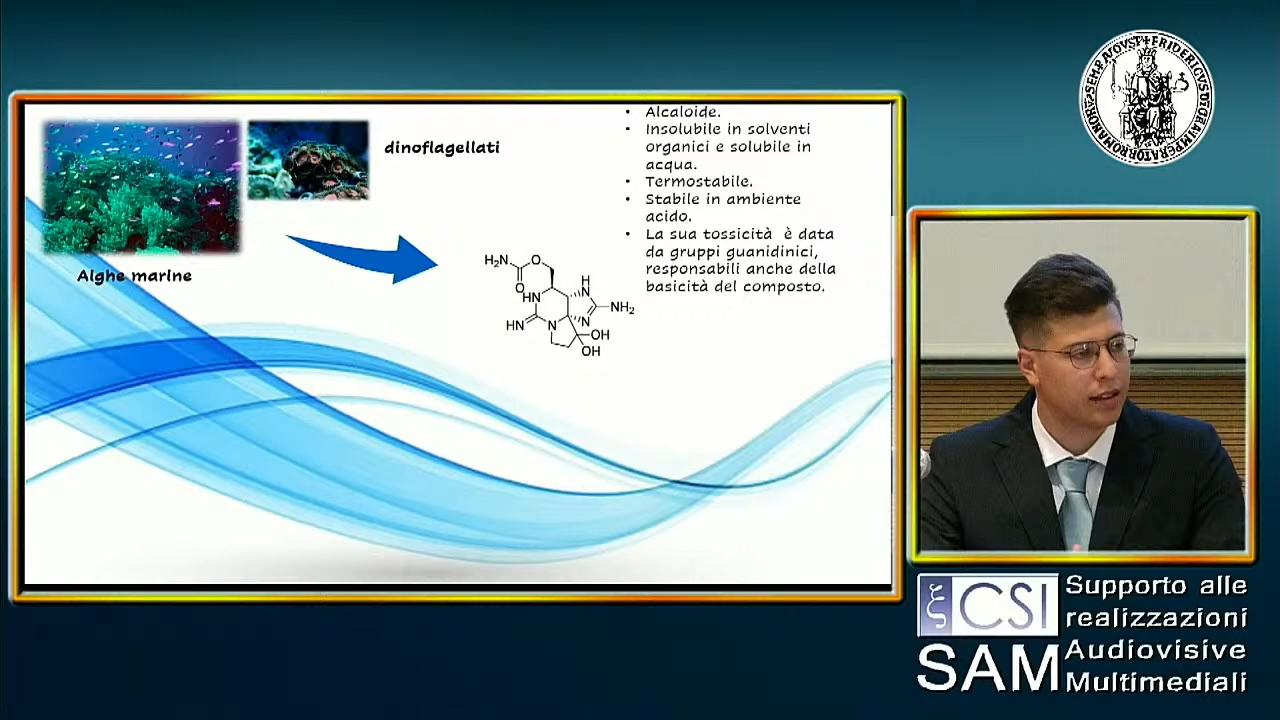 dinoflagellati
Alghe marine
• Alcaloide.
• Insolubile in solventi
organici e solubile in
acqua.
• Termostabile.
• Stabile in ambiente
acido.
• La sua tossicità è data
da gruppi guanidinici,
responsabili anche della
basicità del composto.
H₂N
O
O
H
N
HN
NH₂
HN
N
N
OH
OH
ξ CSI
SAM
Supporto alle
realizzazioni
Audiovisive
Multimediali